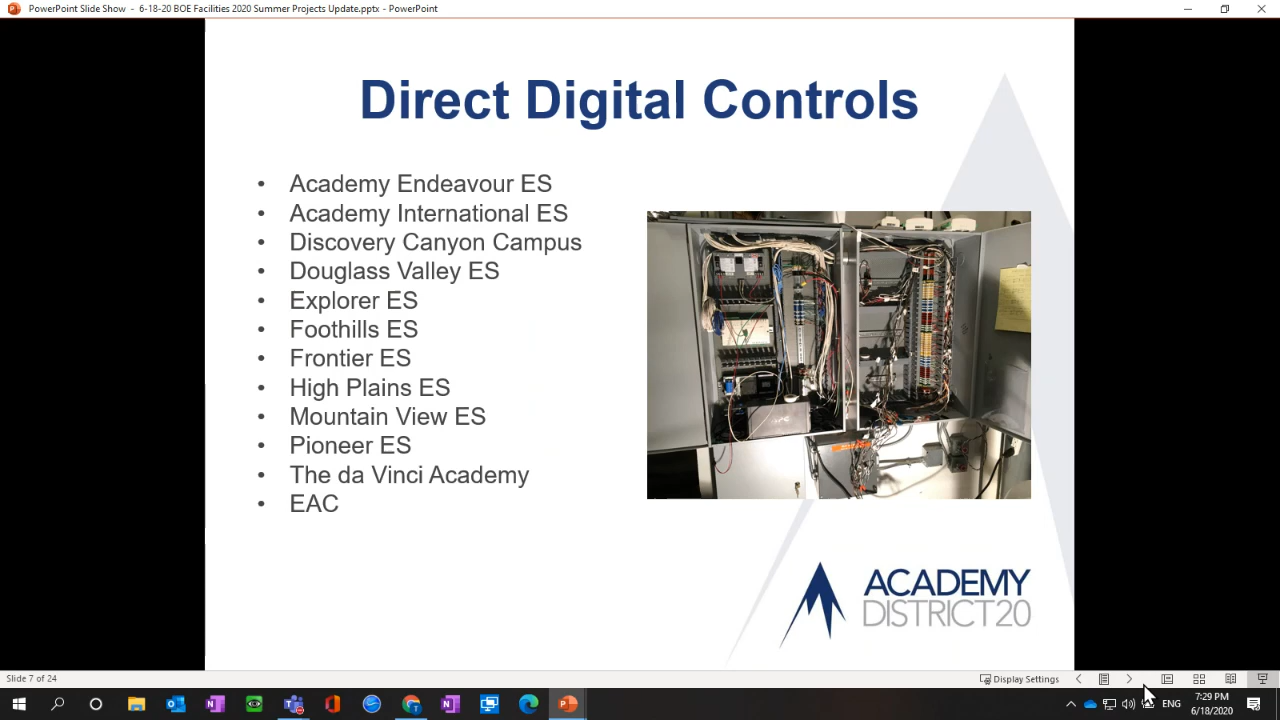 PowerPoint Slide Show - 6-18-20 BOE Facilities 2020 Summer Projects Update.pptx - PowerPoint
Direct Digital Controls
• Academy Endeavour ES
• Academy International ES
• Discovery Canyon Campus
• Douglass Valley ES
• Explorer ES
• Foothills ES
• Frontier ES
• High Plains ES
• Mountain View ES
• Pioneer ES
• The da Vinci Academy
• EAC
APC
ACADEMY
DISTRICT20
Slide 7 of 24
Display Settings
7:29 PM
ENG
6/18/2020